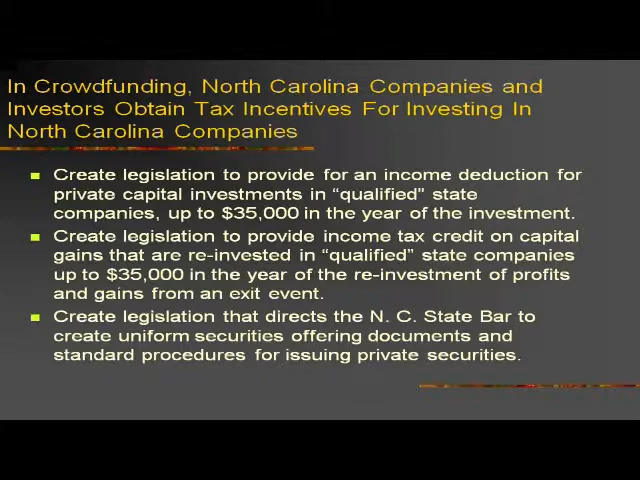 In Crowdfunding, North Carolina Companies and
Investors Obtain Tax Incentives For Investing In
North Carolina Companies
Create legislation to provide for an income deduction for
private capital investments in “qualified" state
companies, up to $35,000 in the year of the investment.
Create legislation to provide income tax credit on capital
gains that are re-invested in “qualified” state companies
up to $35,000 in the year of the re-investment of profits
and gains from an exit event.
Create legislation that directs the N. C. State Bar to
create uniform securities offering documents and
standard procedures for issuing private securities.